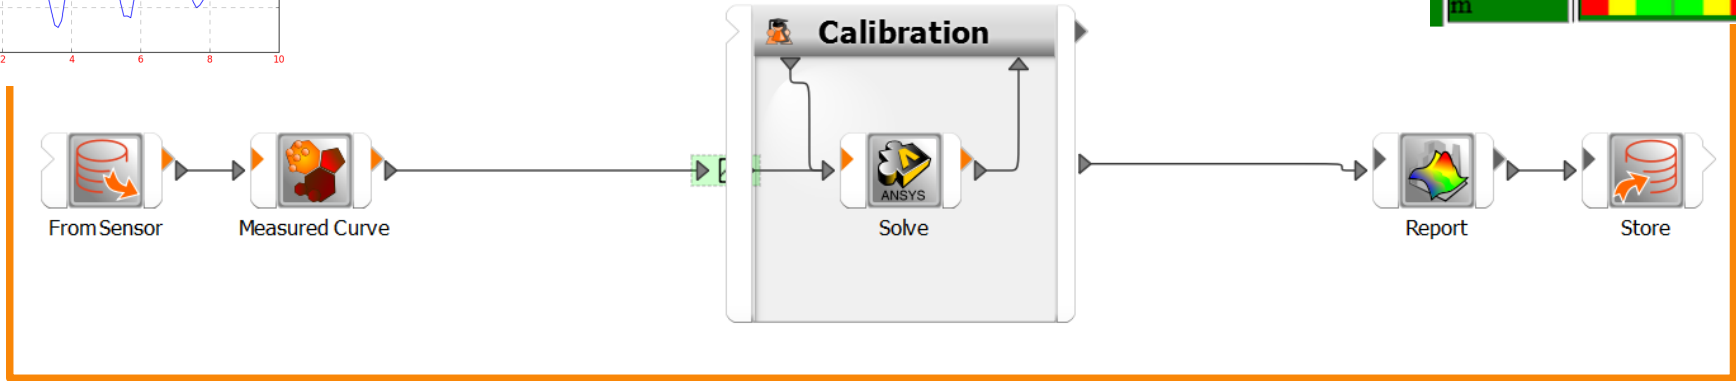 m
2 4 6 8 10
Calibration
ANSYS
From Sensor
Measured Curve
Solve
Report
Store